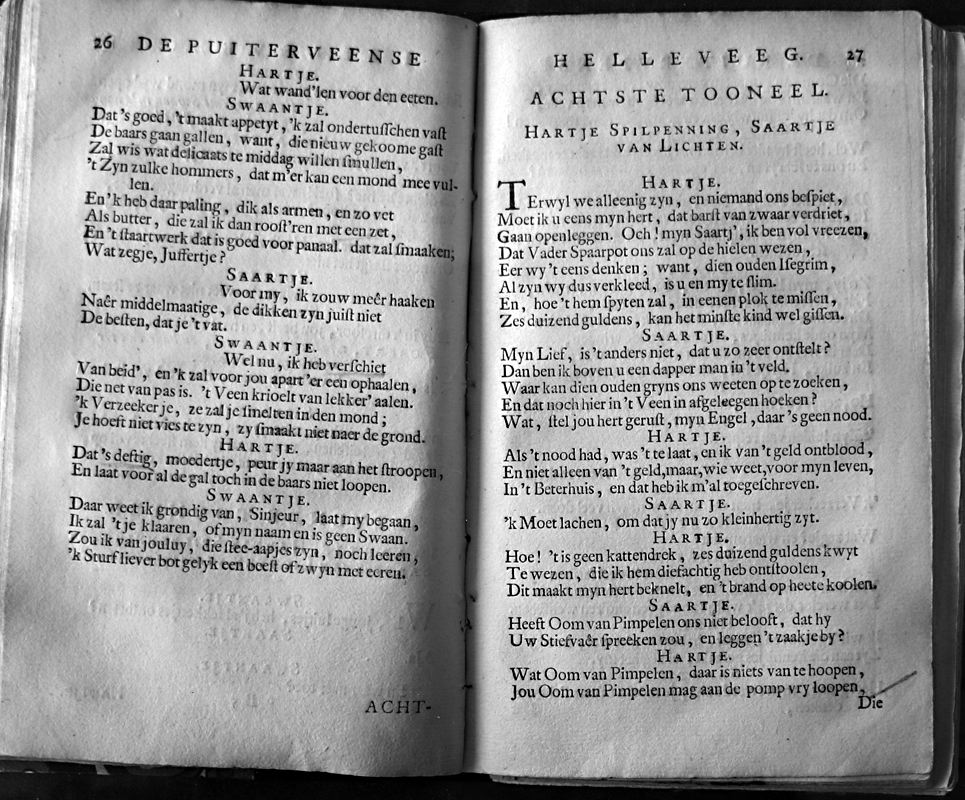 26 DE PUITERVEENSE
HARTJE.
Wat wand'len voor den eeten.
SWAANTJE.
Dat 's goed, 't maakt appetyt, 'k zal ondertuſſchen vaſt
De baars gaan gallen, want, die nieuw gekoome gaſt
Zal wis wat delicaats te middag willen ſmullen,
't Zyn zulke hommers, dat m'er kan een mond mee vul-
len.
En 'k heb daar paling, dik als armen, en zo vet
Als butter, die zal ik dan rooſt'ren met een zet,
En 't ſtaartwerk dat is goed voor panaal. dat zal ſmaaken;
Wat zegje, Juffertje?
SAARTJE.
Voor my, ik zouw meêr haaken
Naêr middelmaatige, de dikken zyn juiſt niet
De beſten, dat je 't vat.
SWAANTJE.
Wel nu, ik heb verſchiet
Van beid', en 'k zal voor jou apart 'er een ophaalen,
Die net van pas is. 't Veen krioelt van lekker' aalen.
'k Verzeeker je, ze zal je ſmelten in den mond;
Je hoeft niet vies te zyn, zy ſmaakt niet naer de grond.
HARTJE.
Dat 's deftig, moedertje, peur jy maar aan het ſtroopen,
En laat voor al de gal toch in de baars niet loopen.
SWAANTJE.
Daar weet ik grondig van, Sinjeur, laat my begaan,
Ik zal 't je klaaren, of myn naam en is geen Swaan.
Zou ik van jouluy, die ſtee-aapjes zyn, noch leeren,
'k Sturf liever bot gelyk een beeſt of zwyn met eeren.
ACHT-
HELLEVEEG. 27
ACHTSTE TOONEEL.
HARTJE SPILPENNING, SAARTJE
VAN LICHTEN.
HARTJE.
TErwyl we alleenig zyn, en niemand ons beſpiet,
Moet ik u eens myn hert, dat barſt van zwaar verdriet,
Gaan openleggen. Och! myn Saartj', ik ben vol vreezen,
Dat Vader Spaarpot ons zal op de hielen wezen,
Eer wy 't eens denken; want, dien ouden Iſegrim,
Al zyn wy dus verkleed, is u en my te ſlim.
En, hoe 't hem ſpyten zal, in eenen plok te miſſen,
Zes duizend guldens, kan het minſte kind wel giſſen.
SAARTJE.
Myn Lief, is 't anders niet, dat u zo zeer ontſtelt?
Dan ben ik boven u een dapper man in 't veld.
Waar kan dien ouden gryns ons weeten op te zoeken,
En dat noch hier in 't Veen in afgeleegen hoeken?
Wat, ſtel jou hert geruſt, myn Engel, daar 's geen nood.
HARTJE.
Als 't nood had, was 't te laat, en ik van 't geld ontblood,
En niet alleen van 't geld, maar, wie weet, voor myn leven,
In 't Beterhuis, en dat heb ik m'al toegeſchreven.
SAARTJE.
'k Moet lachen, om dat jy nu zo kleinhertig zyt.
HARTJE.
Hoe! 't is geen kattendrek, zes duizend guldens kwyt
Te wezen, die ik hem diefachtig heb ontſtoolen,
Dit maakt myn hert beknelt, en 't brand op heete koolen.
SAARTJE.
Heeft Oom van Pimpelen ons niet belooft, dat hy
Uw Stiefvaêr ſpreeken zou, en leggen 't zaakje by?
HARTJE.
Wat Oom van Pimpelen, daar is niets van te hoopen,
Jou Oom van Pimpelen mag aan de pomp vry loopen,
Die